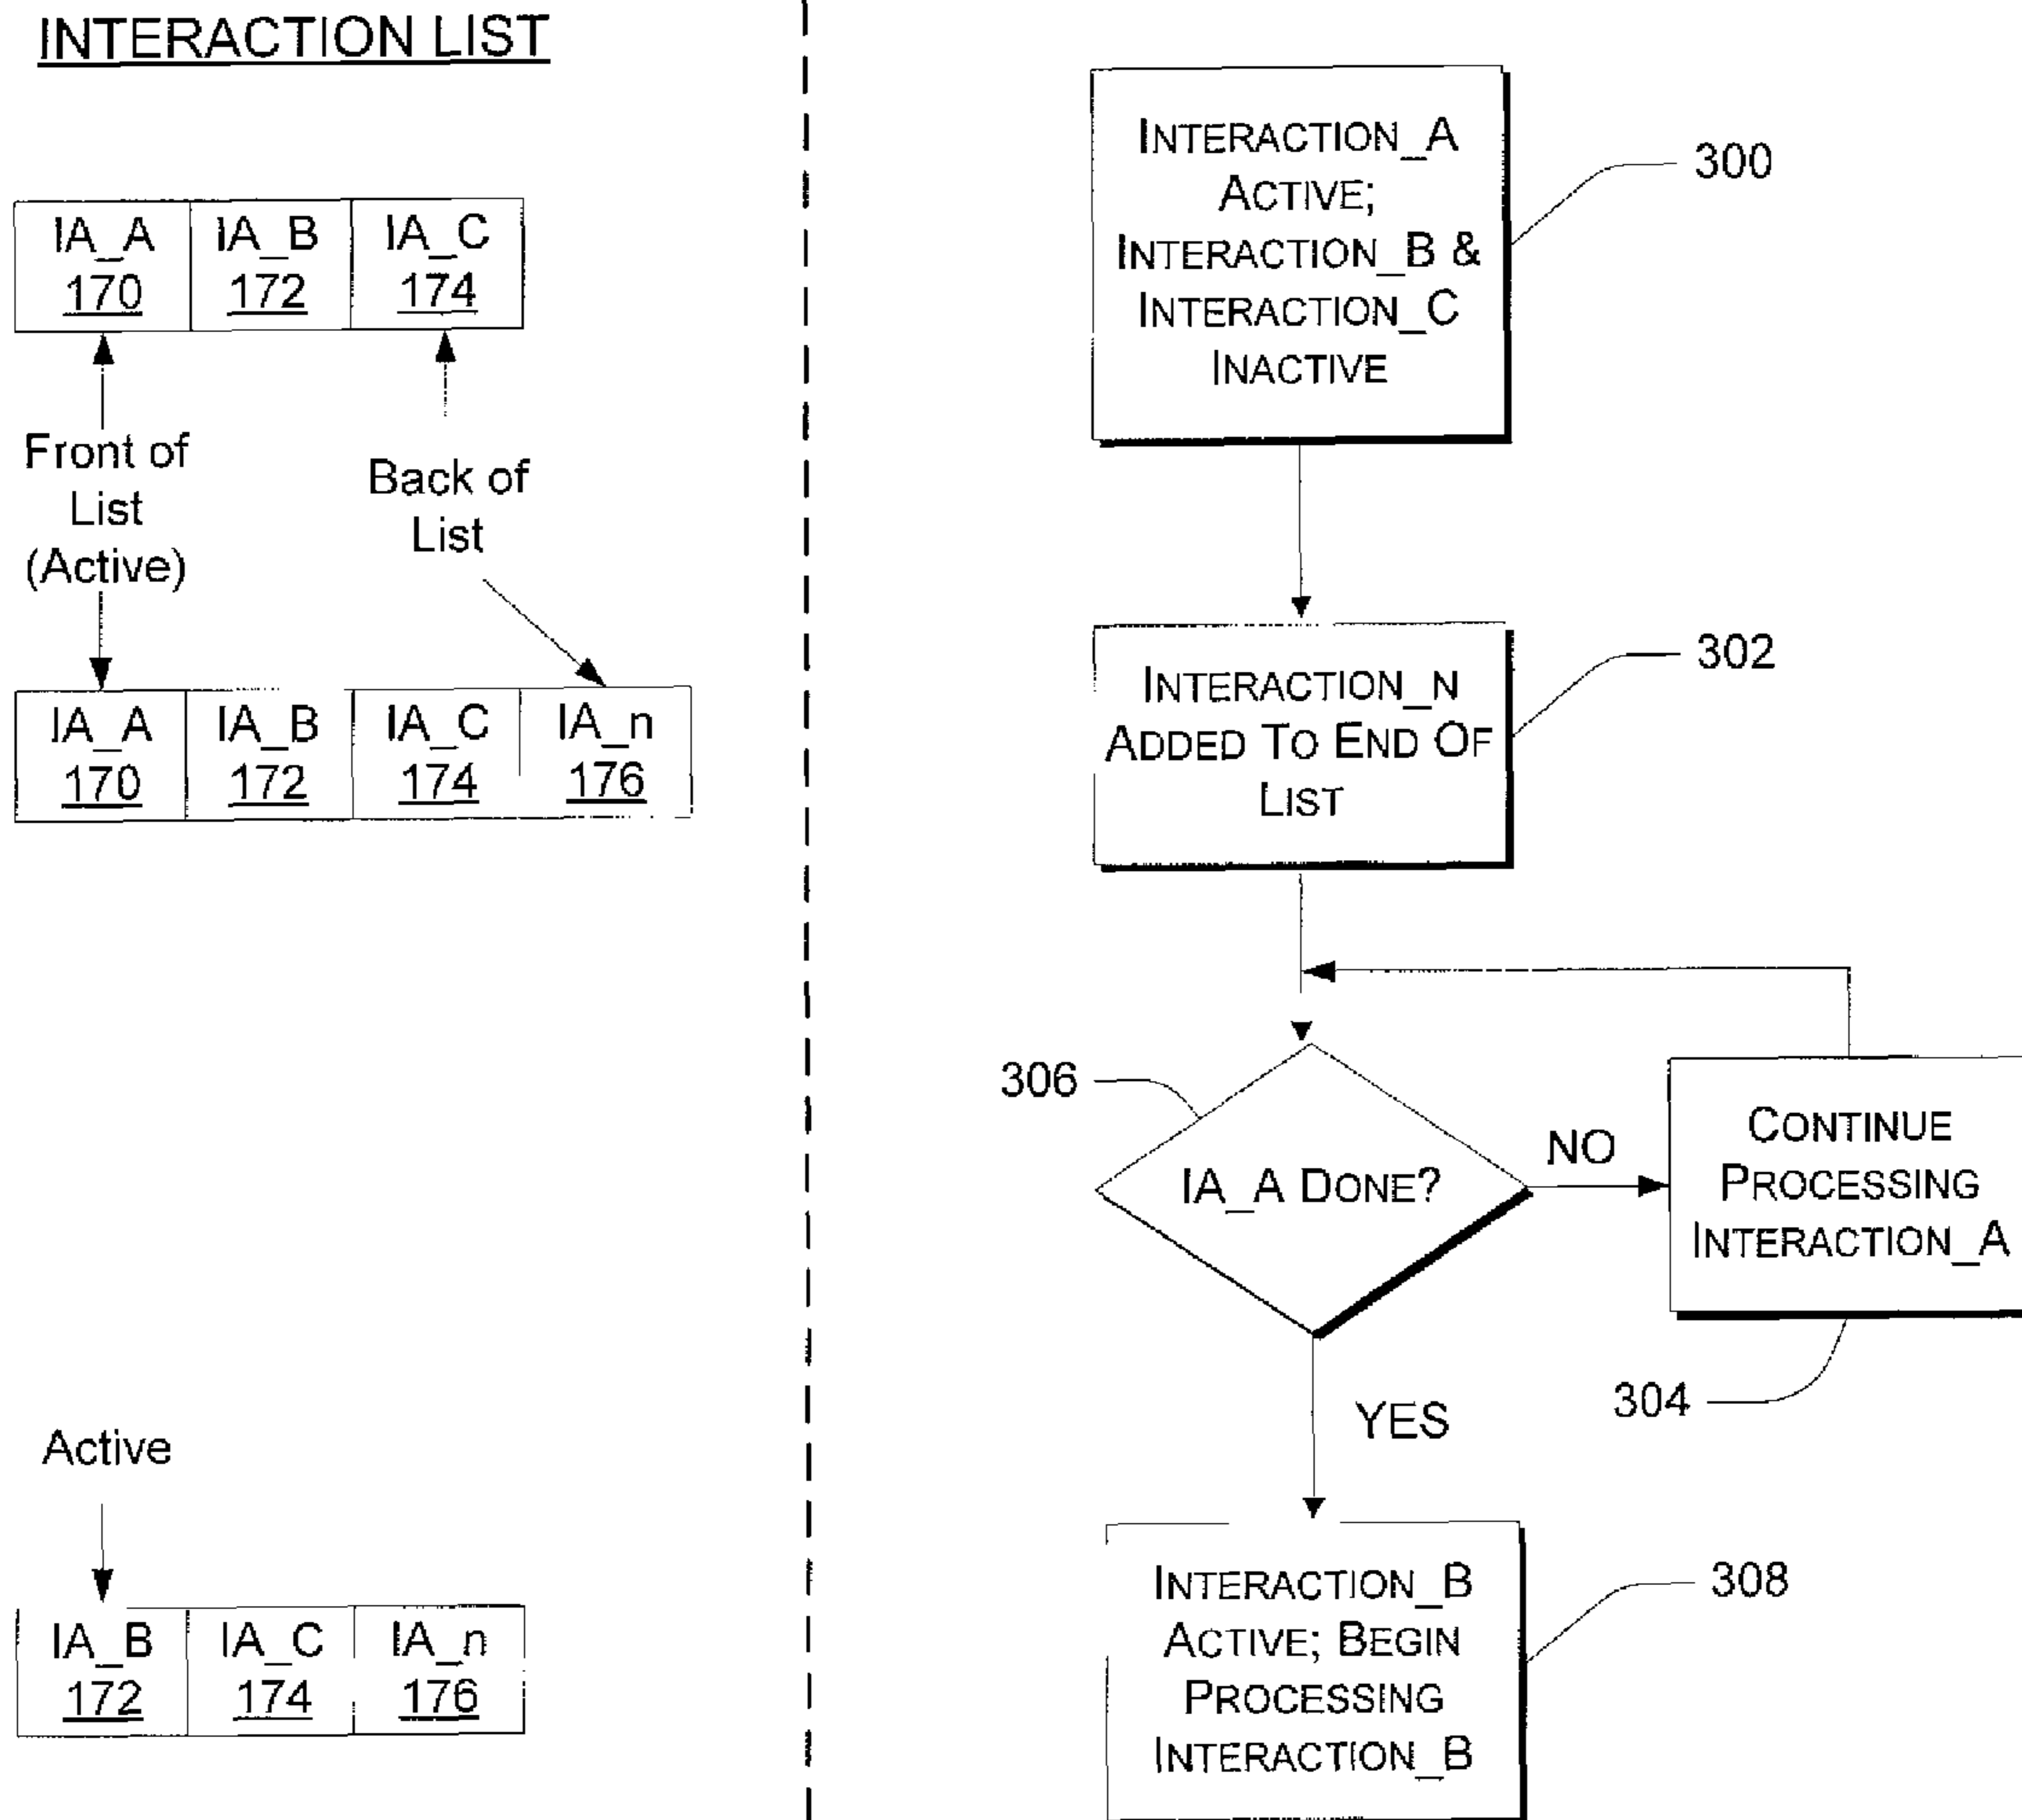 INTERACTION LIST
IA_A IA_B IA_C
170 172 174
Front of
List
(Active)
Back of
List
IA_A IA_B IA_C IA_n
170 172 174 176
Active
IA_B IA_C IA_n
172 174 176
INTERACTION_A
ACTIVE;
INTERACTION_B &
INTERACTION_C
INACTIVE
300
INTERACTION_N
ADDED TO END OF
LIST
302
306
IA_A DONE?
NO
CONTINUE
PROCESSING
INTERACTION_A
304
YES
INTERACTION_B
ACTIVE; BEGIN
PROCESSING
INTERACTION_B
308